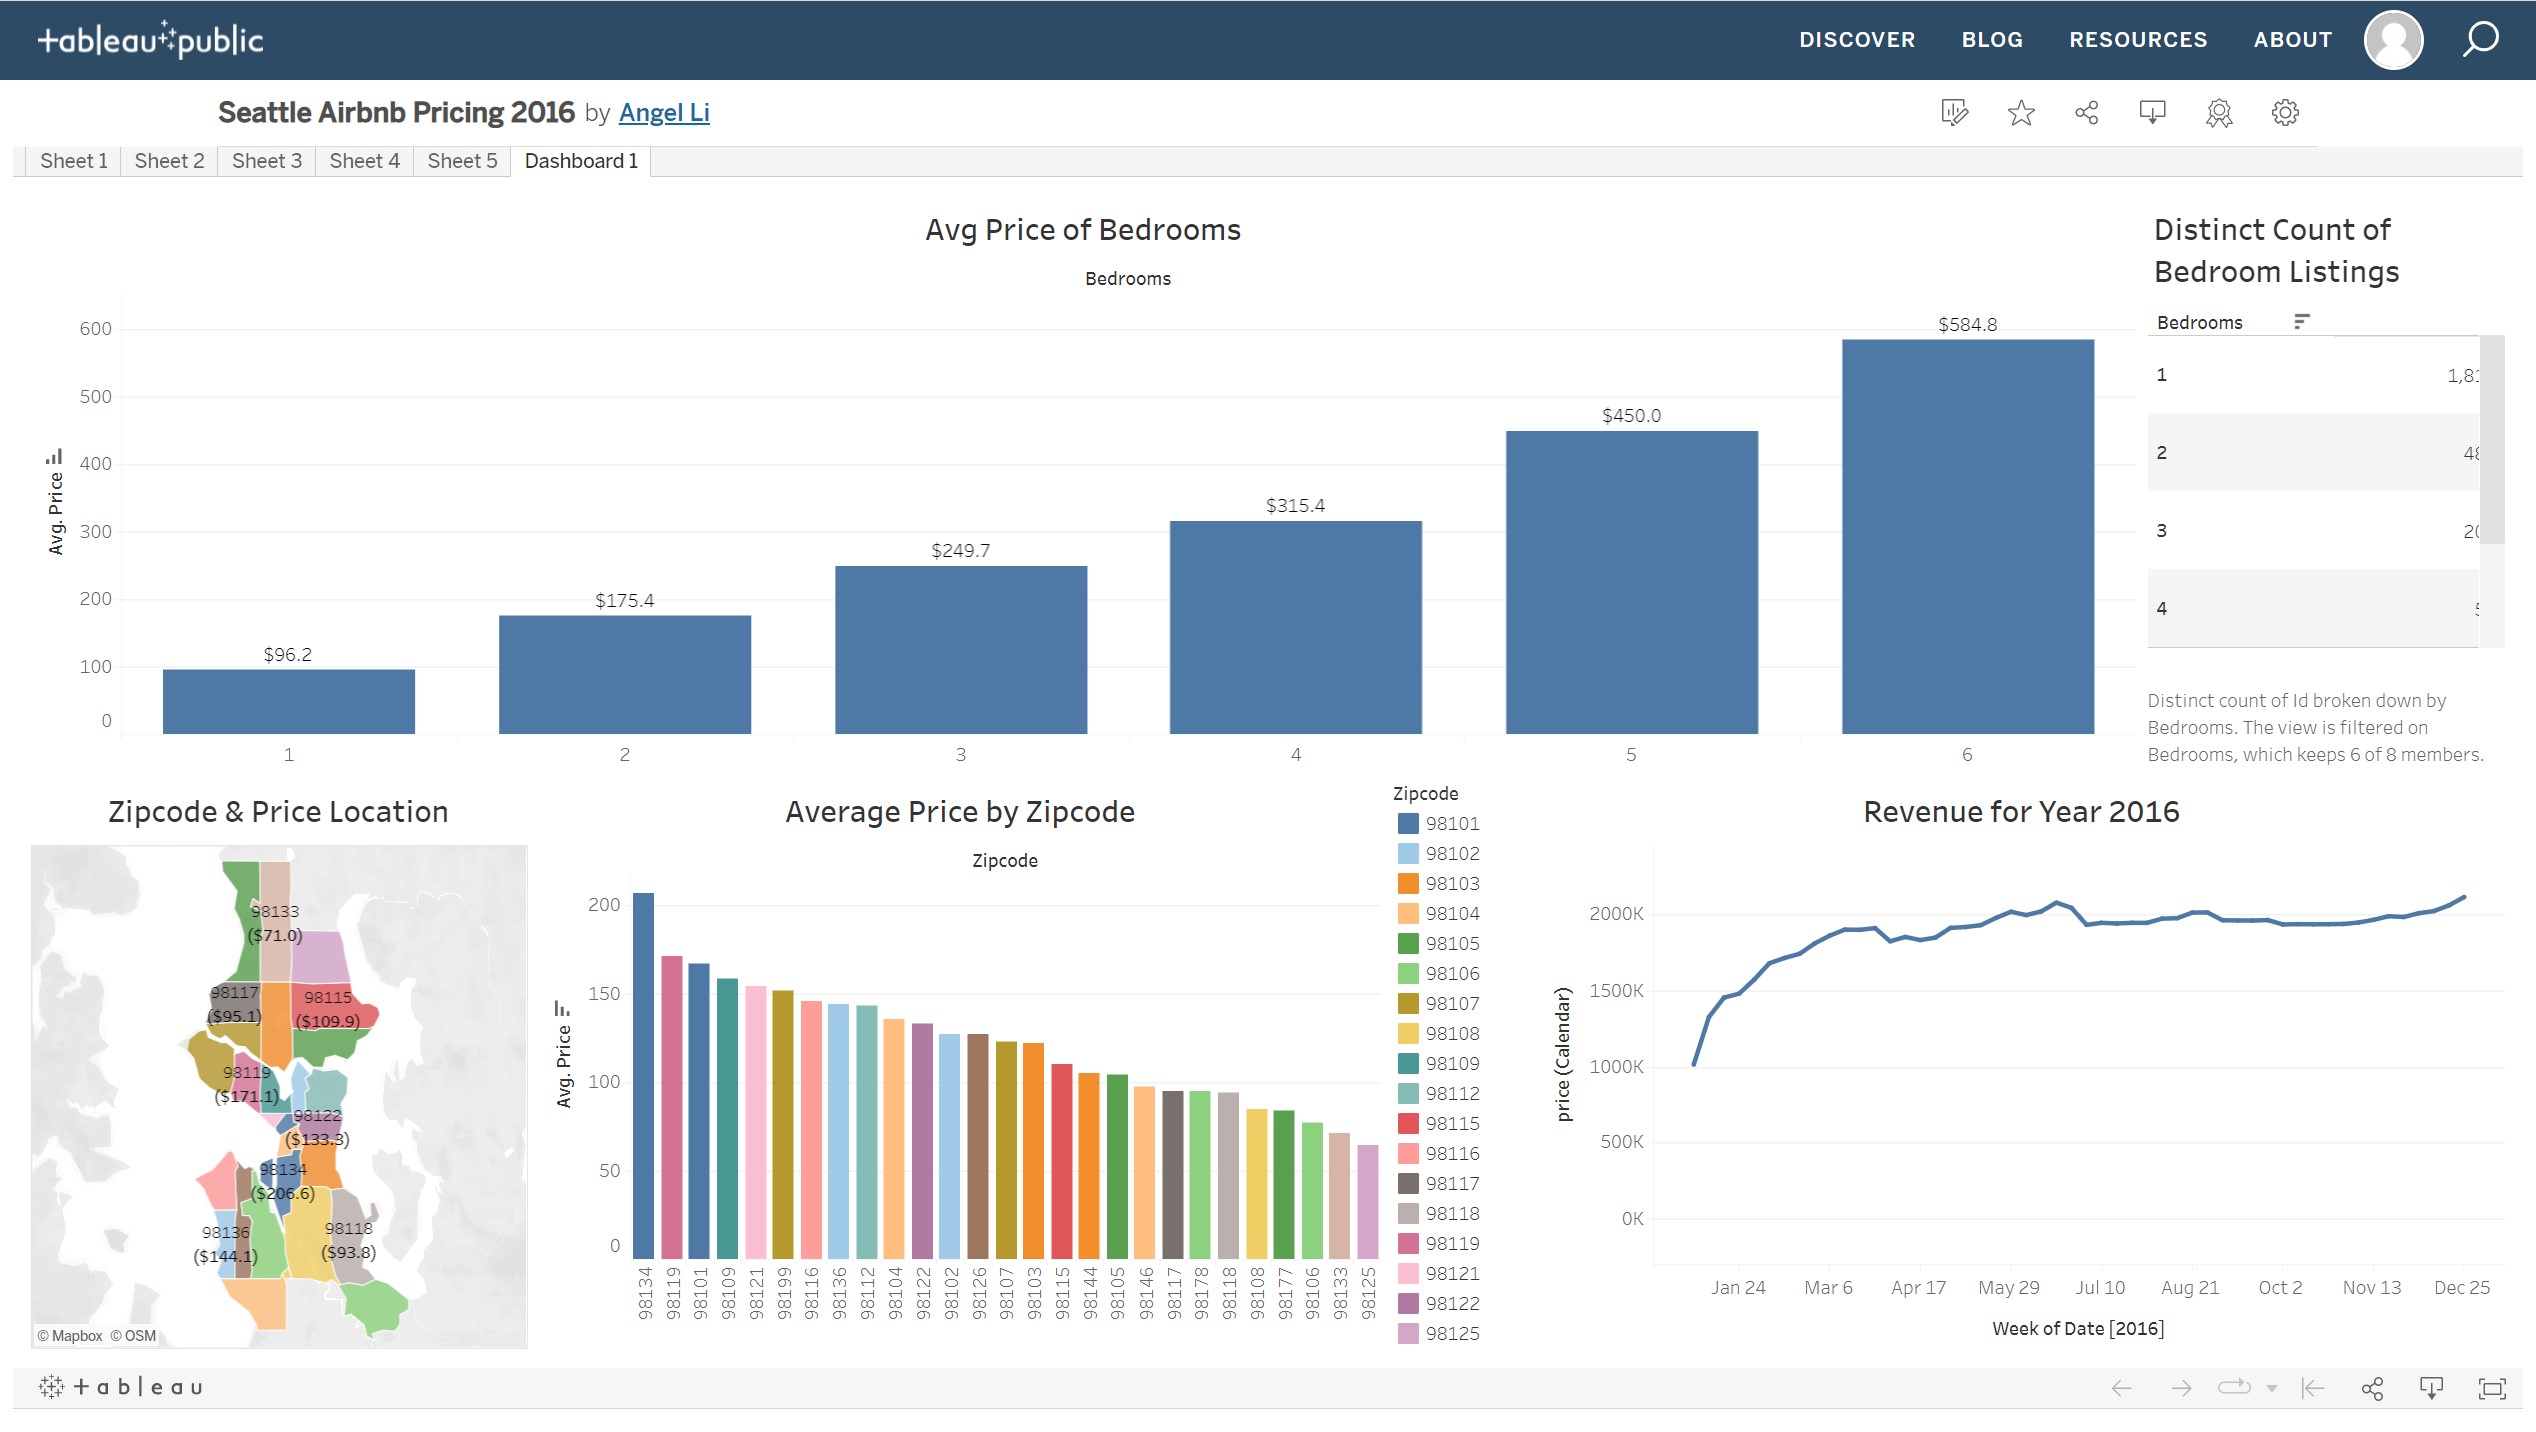 tableau public
DISCOVER BLOG RESOURCES ABOUT
Seattle Airbnb Pricing 2016 by Angel Li
Sheet 1 Sheet 2 Sheet 3 Sheet 4 Sheet 5 Dashboard 1
Avg Price of Bedrooms
Bedrooms
Avg. Price
600
500
400
300
200
100
0
$96.2
$175.4
$249.7
$315.4
$450.0
$584.8
1 2 3 4 5 6
Distinct Count of
Bedroom Listings
Bedrooms
1
2
3
4
Distinct count of Id broken down by
Bedrooms. The view is filtered on
Bedrooms, which keeps 6 of 8 members.
Zipcode & Price Location
98133
($71.0)
98117
($95.1)
98115
($109.9)
98119
($171.1)
98122
($133.3)
98134
($206.6)
98136
($144.1)
98118
($93.8)
© Mapbox © OSM
Average Price by Zipcode
Zipcode
Avg. Price
200
150
100
50
0
98134
98119
98101
98109
98121
98199
98116
98136
98112
98104
98122
98102
98126
98107
98103
98115
98144
98105
98146
98117
98178
98118
98108
98177
98106
98133
98125
Zipcode
98101
98102
98103
98104
98105
98106
98107
98108
98109
98112
98115
98116
98117
98118
98119
98121
98122
98125
Revenue for Year 2016
price (Calendar)
2000K
1500K
1000K
500K
0K
Jan 24 Mar 6 Apr 17 May 29 Jul 10 Aug 21 Oct 2 Nov 13 Dec 25
Week of Date [2016]
tableau